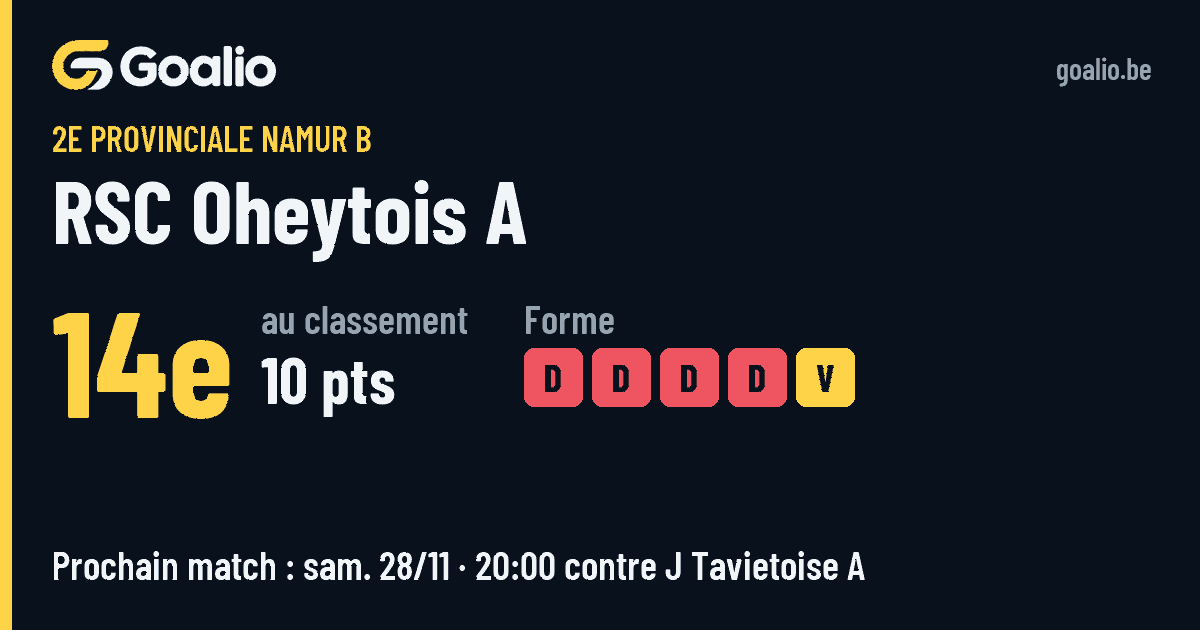 Goalio
goalio.be
2E PROVINCIALE NAMUR B
RSC Oheytois A
14e
au classement
10 pts
Forme
D D D D V
Prochain match : sam. 28/11 · 20:00 contre J Tavietoise A